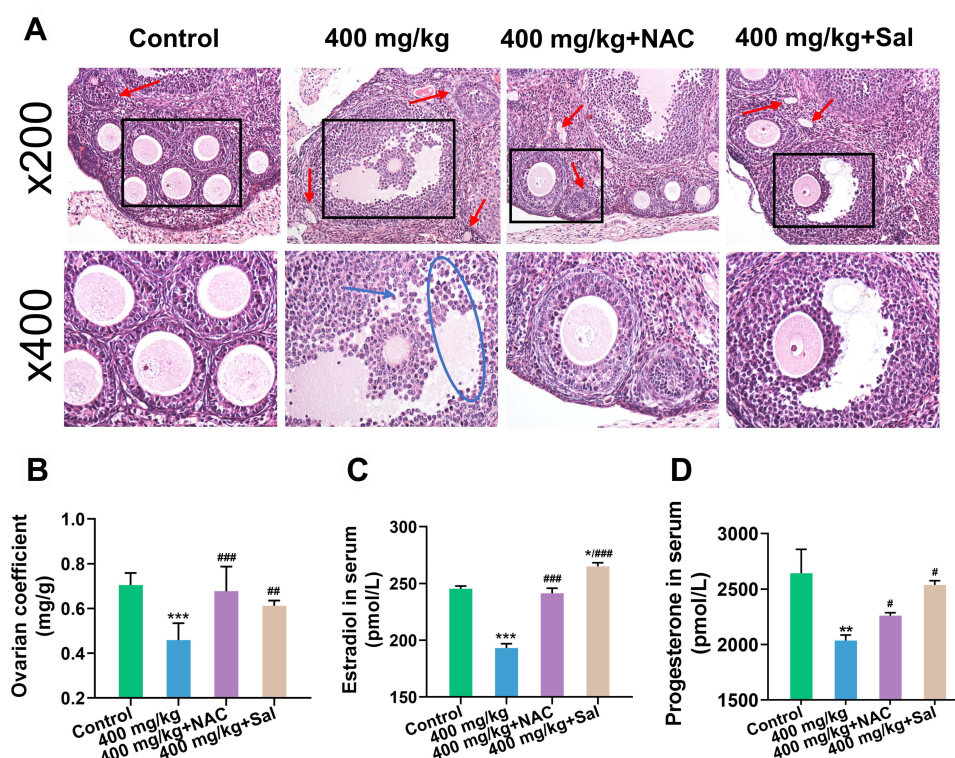 A
Control
400 mg/kg
400 mg/kg+NAC
400 mg/kg+Sal
x200
x400
B
Ovarian coefficient
(mg/g)
1.0
0.8
0.6
0.4
0.2
***
###
##
Control
400 mg/kg
400 mg/kg+NAC
400 mg/kg+Sal
C
Estradiol in serum
(pmol/L)
300
250
200
150
***
###
*/###
Control
400 mg/kg
400 mg/kg+NAC
400 mg/kg+Sal
D
Progesterone in serum
(pmol/L)
3000
2500
2000
1500
**
#
#
Control
400 mg/kg
400 mg/kg+NAC
400 mg/kg+Sal